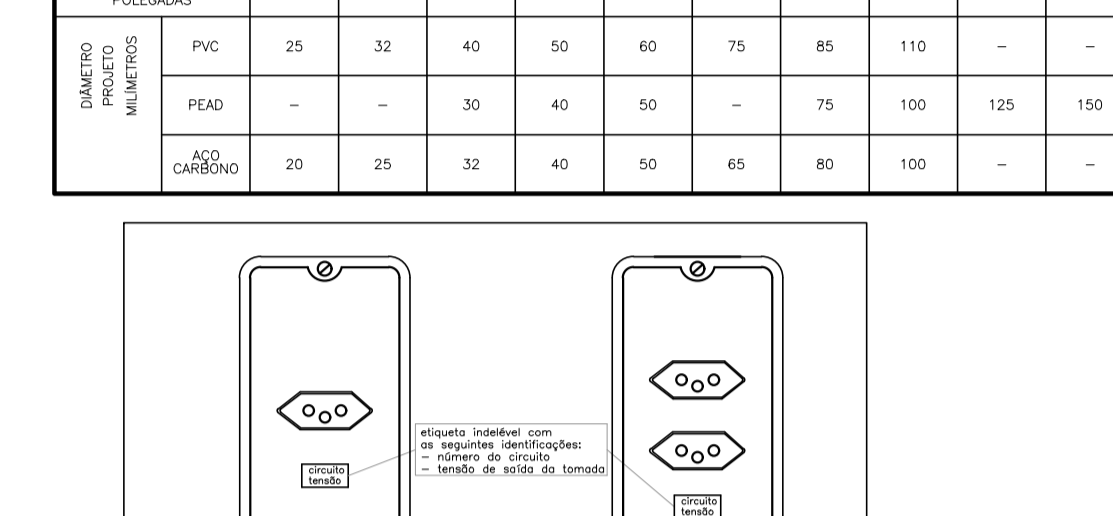 POLEGADAS
DIÂMETRO
PROJETO
MILÍMETROS
PVC 25 32 40 50 60 75 85 110 – –
PEAD – – 30 40 50 – 75 100 125 150
AÇO
CARBONO 20 25 32 40 50 65 80 100 – –
etiqueta indelével com
as seguintes identificações:
– número do circuito
– tensão de saída da tomada
circuito
tensão
circuito
tensão